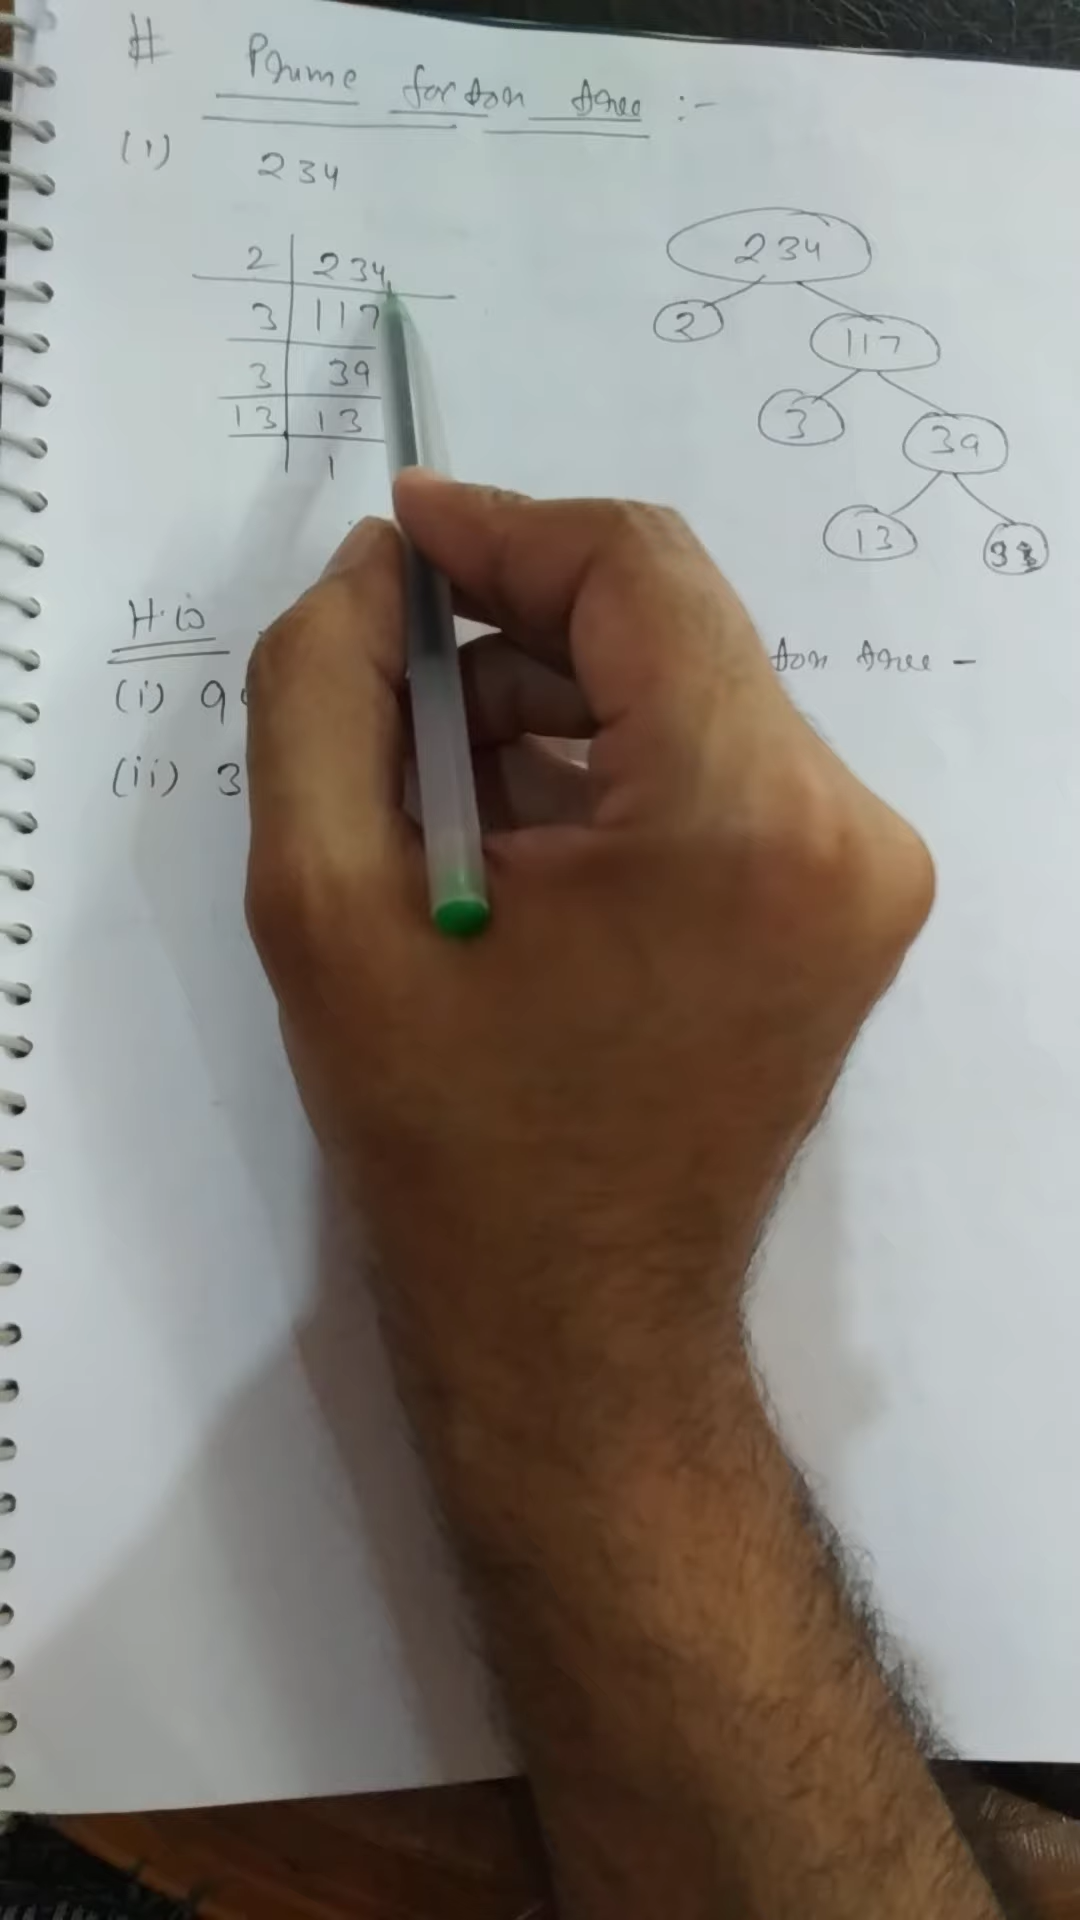 # Prime factor tree :-
(1) 234
2 | 234
3 | 117
3 | 39
13 | 13
1
234
2 117
3 39
13 3
H.W
tor tree -
(i) 9
(ii) 3